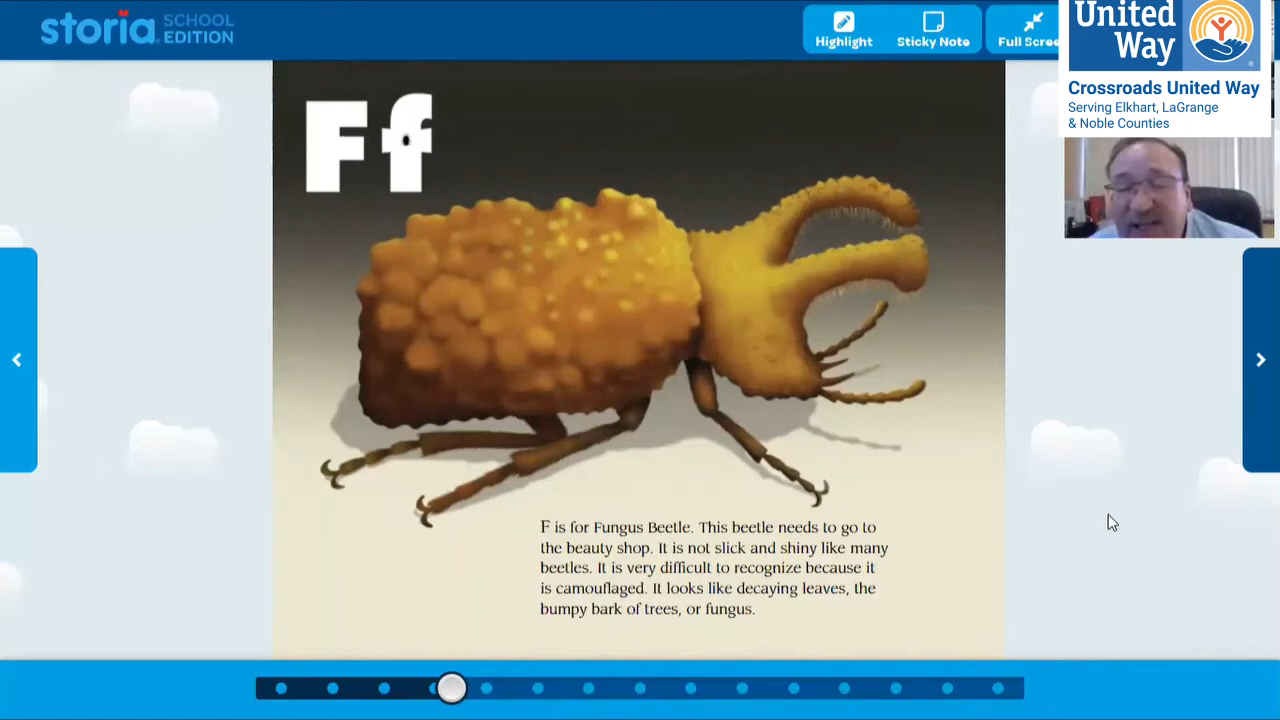 storia SCHOOL
EDITION
Highlight
Sticky Note
Full Scree
United
Way
Crossroads United Way
Serving Elkhart, LaGrange
& Noble Counties
F f
F is for Fungus Beetle. This beetle needs to go to
the beauty shop. It is not slick and shiny like many
beetles. It is very difficult to recognize because it
is camouflaged. It looks like decaying leaves, the
bumpy bark of trees, or fungus.